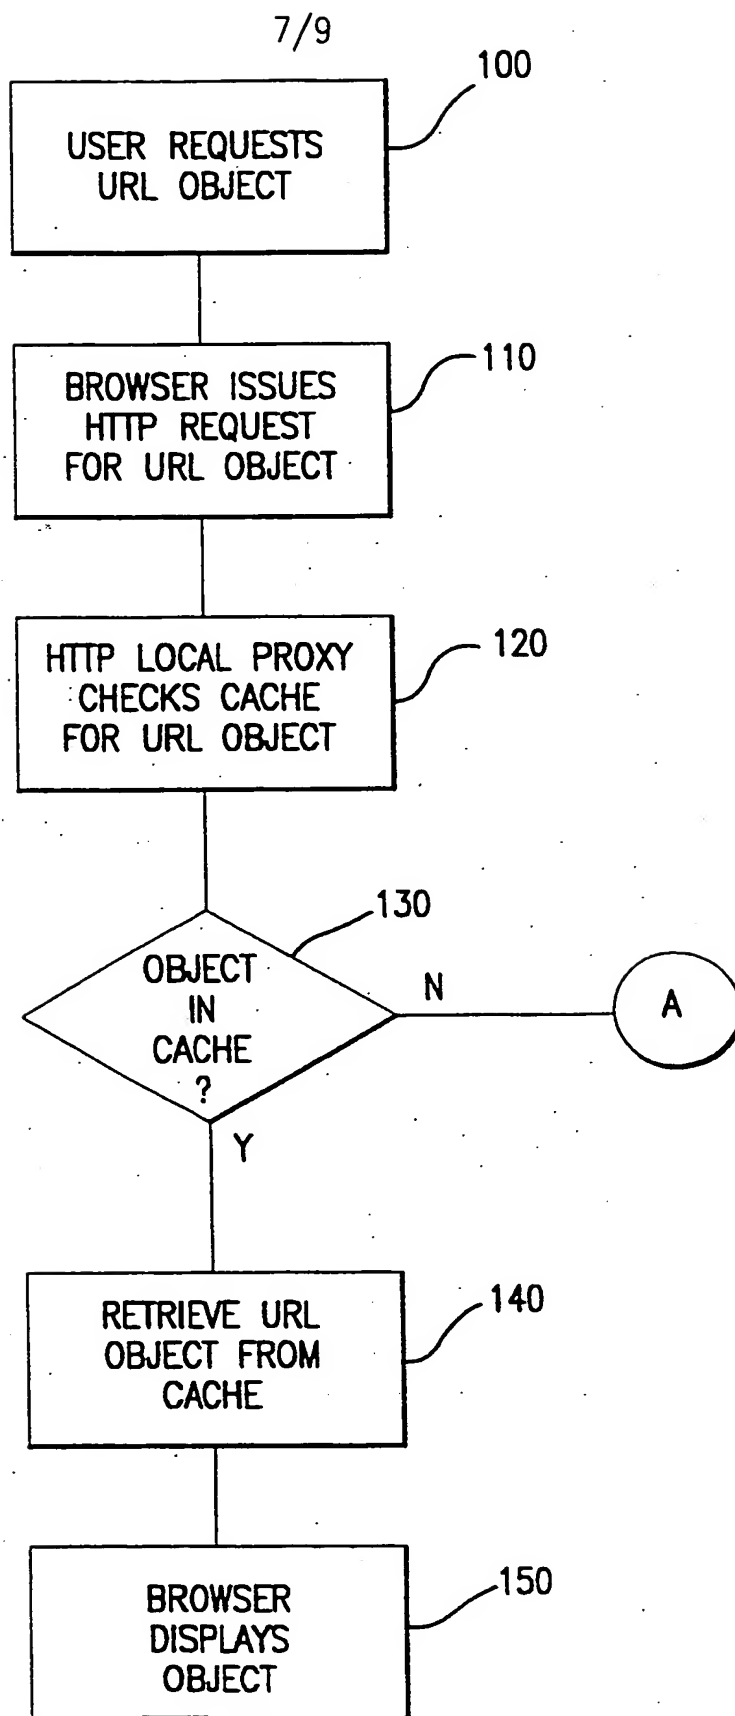 7/9
100
USER REQUESTS
URL OBJECT
110
BROWSER ISSUES
HTTP REQUEST
FOR URL OBJECT
120
HTTP LOCAL PROXY
CHECKS CACHE
FOR URL OBJECT
130
OBJECT
IN
CACHE
?
N
A
Y
140
RETRIEVE URL
OBJECT FROM
CACHE
150
BROWSER
DISPLAYS
OBJECT